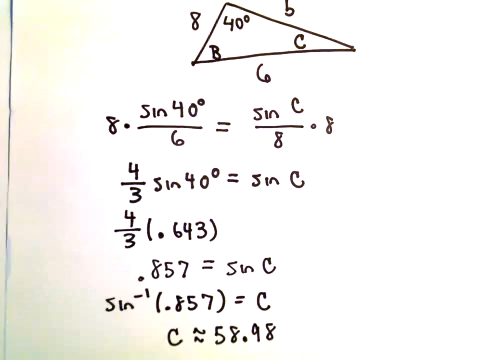 8 40° b
B C
6
8 · sin 40° / 6 = sin C / 8 · 8
4/3 sin 40° = sin C
4/3 (.643)
.857 = sin C
sin⁻¹ (.857) = C
C ≈ 58.98